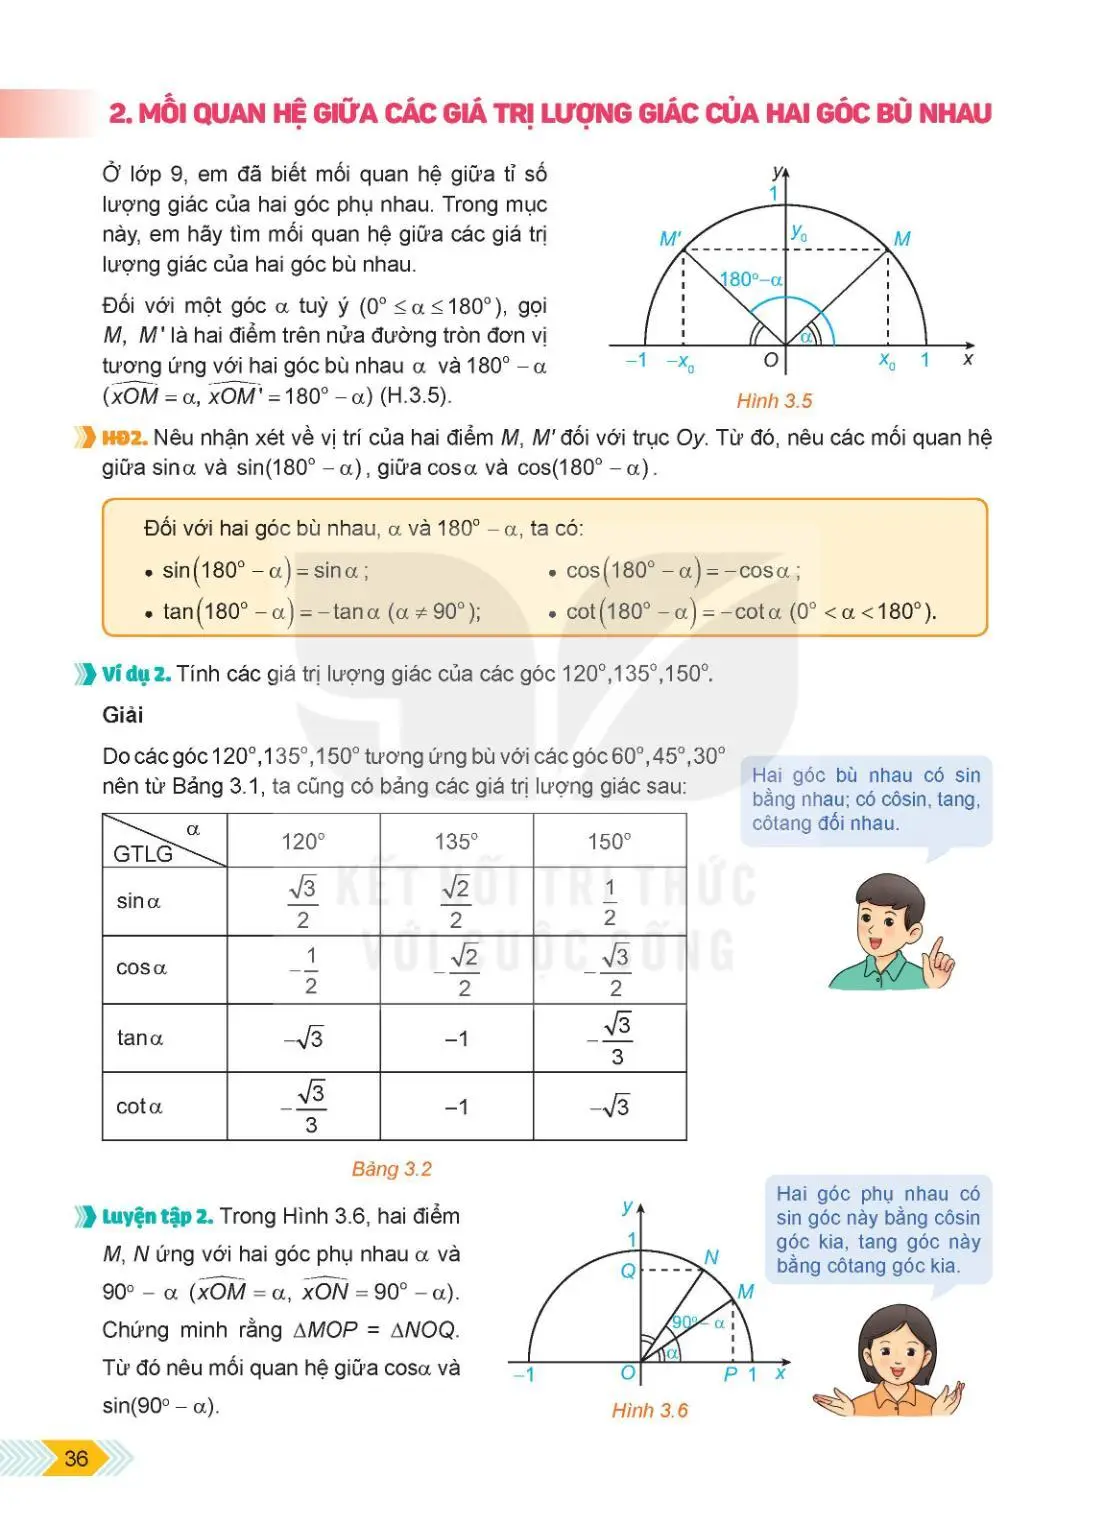 2. MỐI QUAN HỆ GIỮA CÁC GIÁ TRỊ LƯỢNG GIÁC CỦA HAI GÓC BÙ NHAU
Ở lớp 9, em đã biết mối quan hệ giữa tỉ số
lượng giác của hai góc phụ nhau. Trong mục
này, em hãy tìm mối quan hệ giữa các giá trị
lượng giác của hai góc bù nhau.
Đối với một góc α tuỳ ý (0° ≤ α ≤ 180°), gọi
M, M' là hai điểm trên nửa đường tròn đơn vị
tương ứng với hai góc bù nhau α và 180° – α
(xOM = α, xOM' = 180° – α) (H.3.5).
y
1
M'
y₀
M
180°–α
α
–1
–x₀
O
x₀
1
x
Hình 3.5
HĐ2. Nêu nhận xét về vị trí của hai điểm M, M' đối với trục Oy. Từ đó, nêu các mối quan hệ
giữa sinα và sin(180° – α), giữa cosα và cos(180° – α).
Đối với hai góc bù nhau, α và 180° – α, ta có:
• sin(180° – α) = sinα;
• cos(180° – α) = –cosα;
• tan(180° – α) = –tanα (α ≠ 90°);
• cot(180° – α) = –cotα (0° < α < 180°).
Ví dụ 2. Tính các giá trị lượng giác của các góc 120°,135°,150°.
Giải
Do các góc 120°,135°,150° tương ứng bù với các góc 60°,45°,30°
nên từ Bảng 3.1, ta cũng có bảng các giá trị lượng giác sau:
Hai góc bù nhau có sin
bằng nhau; có côsin, tang,
côtang đối nhau.
α
GTLG
120°
135°
150°
sinα
√3/2
√2/2
1/2
cosα
–1/2
–√2/2
–√3/2
tanα
–√3
–1
–√3/3
cotα
–√3/3
–1
–√3
KẾT NỐI TRI THỨC
VỚI CUỘC SỐNG
Bảng 3.2
Luyện tập 2. Trong Hình 3.6, hai điểm
M, N ứng với hai góc phụ nhau α và
90° – α (xOM = α, xON = 90° – α).
Chứng minh rằng ΔMOP = ΔNOQ.
Từ đó nêu mối quan hệ giữa cosα và
sin(90° – α).
y
1
Q
N
M
90°– α
α
–1
O
P
1
x
Hình 3.6
Hai góc phụ nhau có
sin góc này bằng côsin
góc kia, tang góc này
bằng côtang góc kia.
36